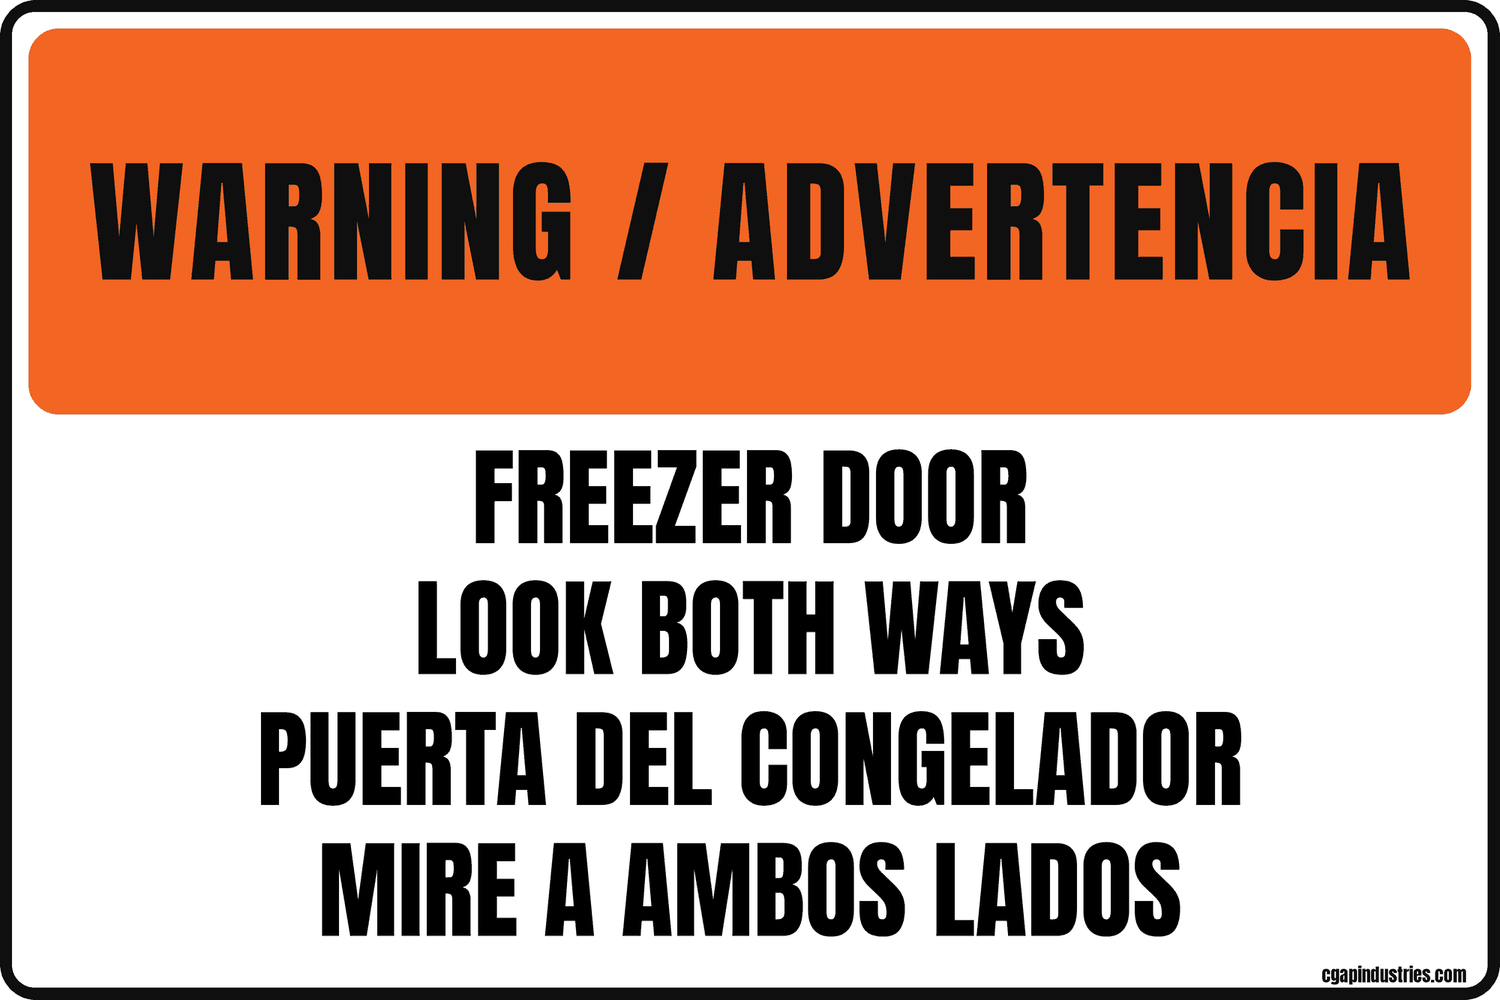 WARNING / ADVERTENCIA
FREEZER DOOR
LOOK BOTH WAYS
PUERTA DEL CONGELADOR
MIRE A AMBOS LADOS
cgapindustries.com